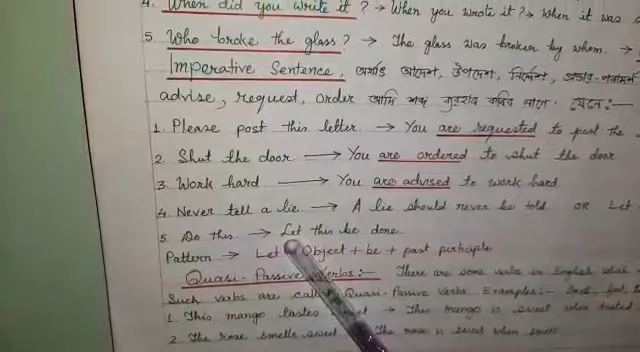 4. When did you write it? → When you wrote it? → When it was
5. Who broke the glass? → The glass was broken by whom →
Imperative Sentence, অৰ্থাৎ আদেশ, উপদেশ, নিৰ্দেশ,
advise, request, order আদি শব্দ ব্যৱহাৰ কৰিব লাগে. যেনে:—
1. Please post this letter. → You are requested to post the
2. Shut the door → You are ordered to shut the door
3. Work hard → You are advised to work hard
4. Never tell a lie → A lie should never be told OR Let
5. Do this → Let this be done
Pattern → Let Object + be + past participle
Quasi-Passive Verbs:— There are some verbs in English which
Such verbs are Quasi-Passive Verbs. Examples:—
1. This mango tastes → This mango is sweet when tasted
2. The rose smells sweet The rose is sweet when